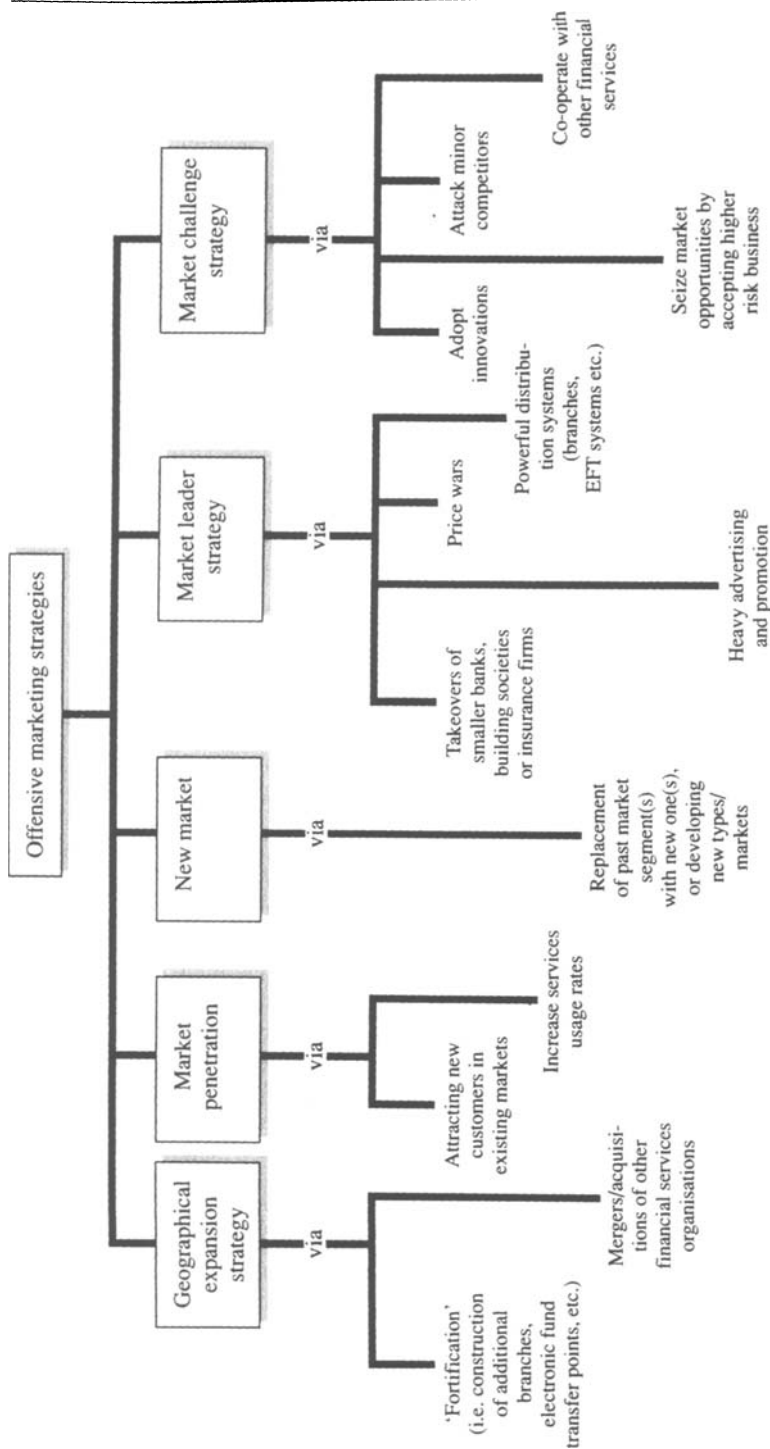 Offensive marketing strategies
Geographical
expansion
strategy
via
'Fortification'
(i.e. construction
of additional
branches,
electronic fund
transfer points, etc.)
Mergers/acquisi-
tions of other
financial services
organisations
Market
penetration
via
Attracting new
customers in
existing markets
Increase services
usage rates
New market
via
Replacement
of past market
segment(s)
with new one(s),
or developing
new types/
markets
Market leader
strategy
via
Takeovers of
smaller banks,
building societies
or insurance firms
Heavy advertising
and promotion
Price wars
Powerful distribu-
tion systems
(branches,
EFT systems etc.)
Market challenge
strategy
via
Adopt
innovations
Seize market
opportunities by
accepting higher
risk business
Attack minor
competitors
Co-operate with
other financial
services